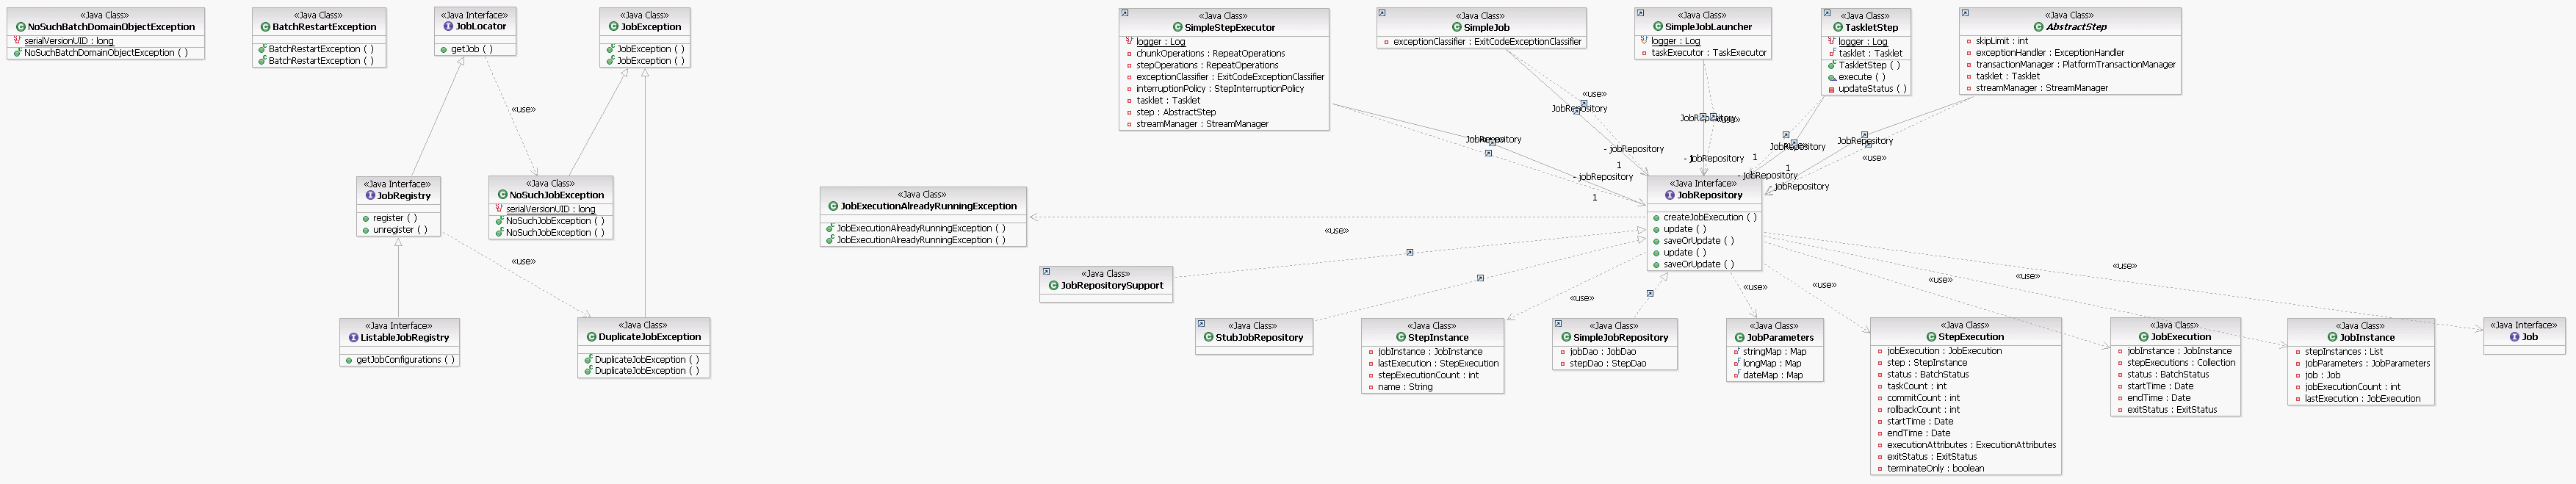 «Java Class»
NoSuchBatchDomainObjectException
serialVersionUID : long
NoSuchBatchDomainObjectException ( )
«Java Class»
BatchRestartException
BatchRestartException ( )
BatchRestartException ( )
«Java Interface»
JobLocator
getJob ( )
«Java Class»
JobException
JobException ( )
JobException ( )
«use»
«Java Interface»
JobRegistry
register ( )
unregister ( )
«Java Class»
NoSuchJobException
serialVersionUID : long
NoSuchJobException ( )
NoSuchJobException ( )
«use»
«Java Interface»
ListableJobRegistry
getJobConfigurations ( )
«Java Class»
DuplicateJobException
DuplicateJobException ( )
DuplicateJobException ( )
«Java Class»
SimpleStepExecutor
logger : Log
chunkOperations : RepeatOperations
stepOperations : RepeatOperations
exceptionClassifier : ExitCodeExceptionClassifier
interruptionPolicy : StepInterruptionPolicy
tasklet : Tasklet
step : AbstractStep
streamManager : StreamManager
«Java Class»
SimpleJob
exceptionClassifier : ExitCodeExceptionClassifier
«Java Class»
SimpleJobLauncher
logger : Log
taskExecutor : TaskExecutor
«Java Class»
TaskletStep
logger : Log
tasklet : Tasklet
TaskletStep ( )
execute ( )
updateStatus ( )
«Java Class»
AbstractStep
skipLimit : int
exceptionHandler : ExceptionHandler
transactionManager : PlatformTransactionManager
tasklet : Tasklet
streamManager : StreamManager
«use»
JobRepository
JobRepository
«use»
JobRepository
JobRepository
JobRepository
«use»
- jobRepository
1
- jobRepository
1
- jobRepository
1
- jobRepository
1
- jobRepository
«Java Class»
JobExecutionAlreadyRunningException
JobExecutionAlreadyRunningException ( )
JobExecutionAlreadyRunningException ( )
«use»
«Java Interface»
JobRepository
createJobExecution ( )
update ( )
saveOrUpdate ( )
update ( )
saveOrUpdate ( )
«Java Class»
JobRepositorySupport
«use»
«use»
«use»
«use»
«use»
«use»
«Java Class»
StubJobRepository
«Java Class»
StepInstance
jobInstance : JobInstance
lastExecution : StepExecution
stepExecutionCount : int
name : String
«Java Class»
SimpleJobRepository
jobDao : JobDao
stepDao : StepDao
«Java Class»
JobParameters
stringMap : Map
longMap : Map
dateMap : Map
«Java Class»
StepExecution
jobExecution : JobExecution
step : StepInstance
status : BatchStatus
taskCount : int
commitCount : int
rollbackCount : int
startTime : Date
endTime : Date
executionAttributes : ExecutionAttributes
exitStatus : ExitStatus
terminateOnly : boolean
«Java Class»
JobExecution
jobInstance : JobInstance
stepExecutions : Collection
status : BatchStatus
startTime : Date
endTime : Date
exitStatus : ExitStatus
«Java Class»
JobInstance
stepInstances : List
jobParameters : JobParameters
job : Job
jobExecutionCount : int
lastExecution : JobExecution
«Java Interface»
Job